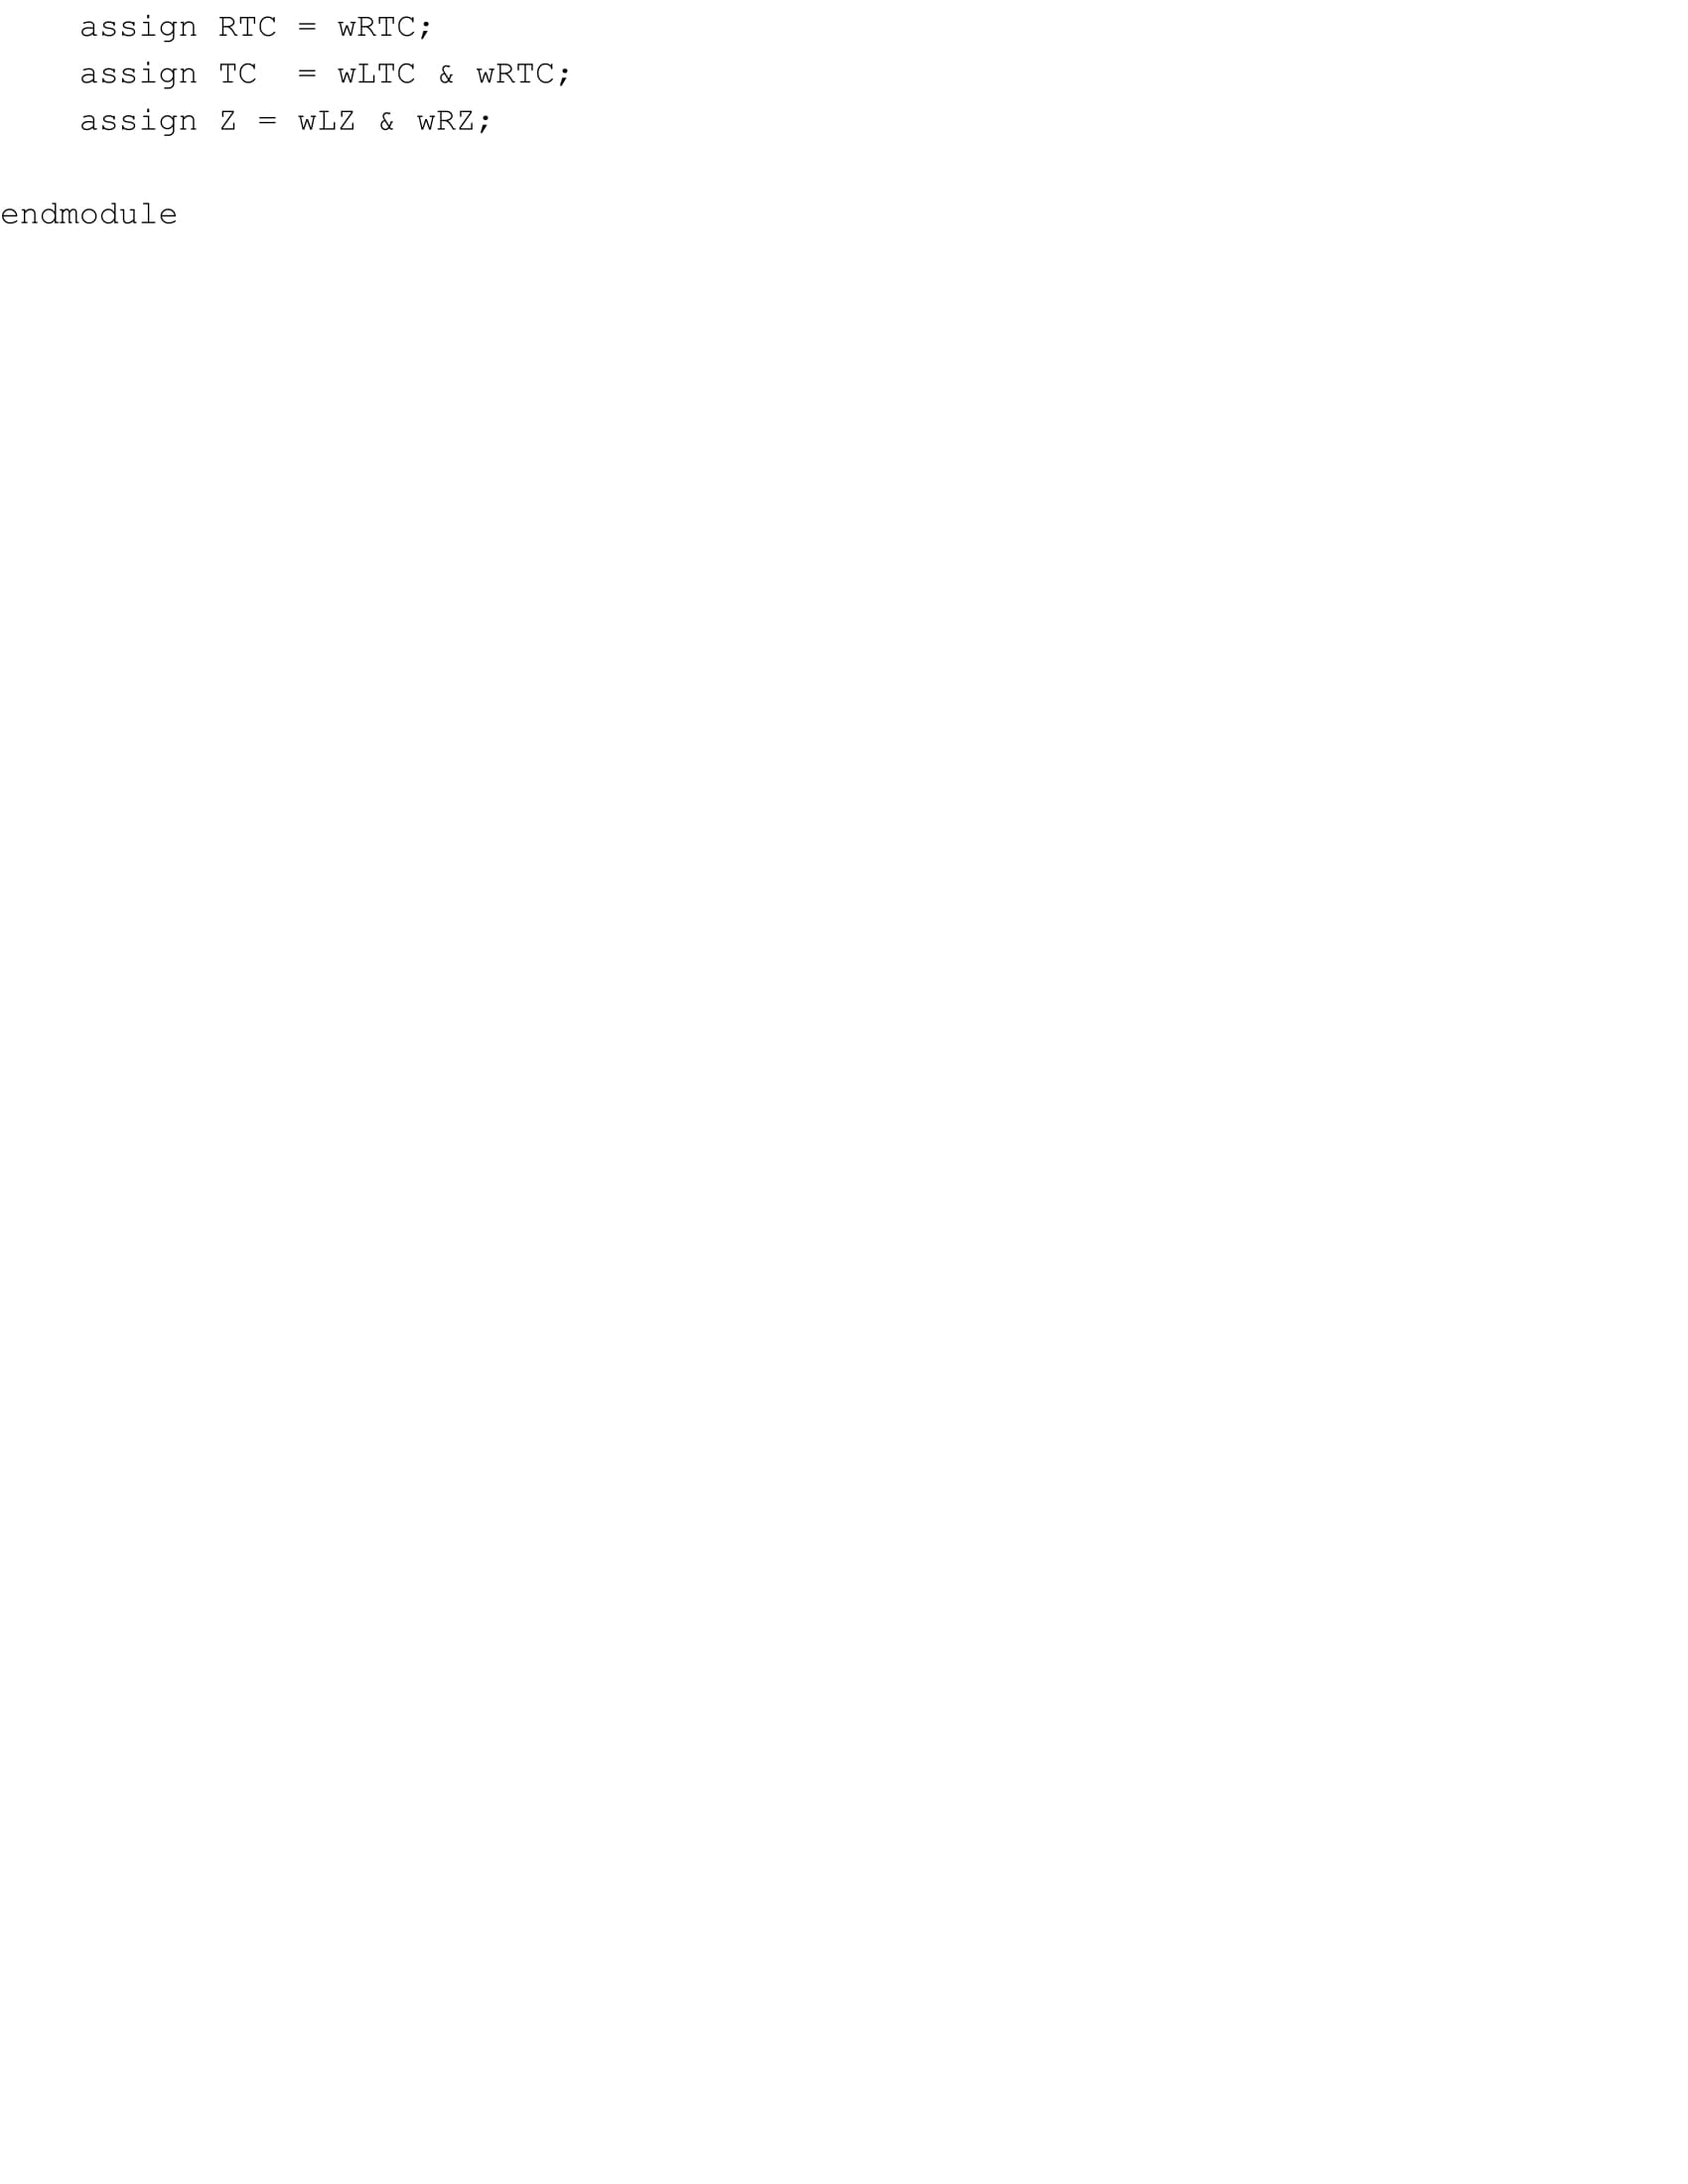 assign RTC = wRTC;
    assign TC  = wLTC & wRTC;
    assign Z = wLZ & wRZ;

endmodule